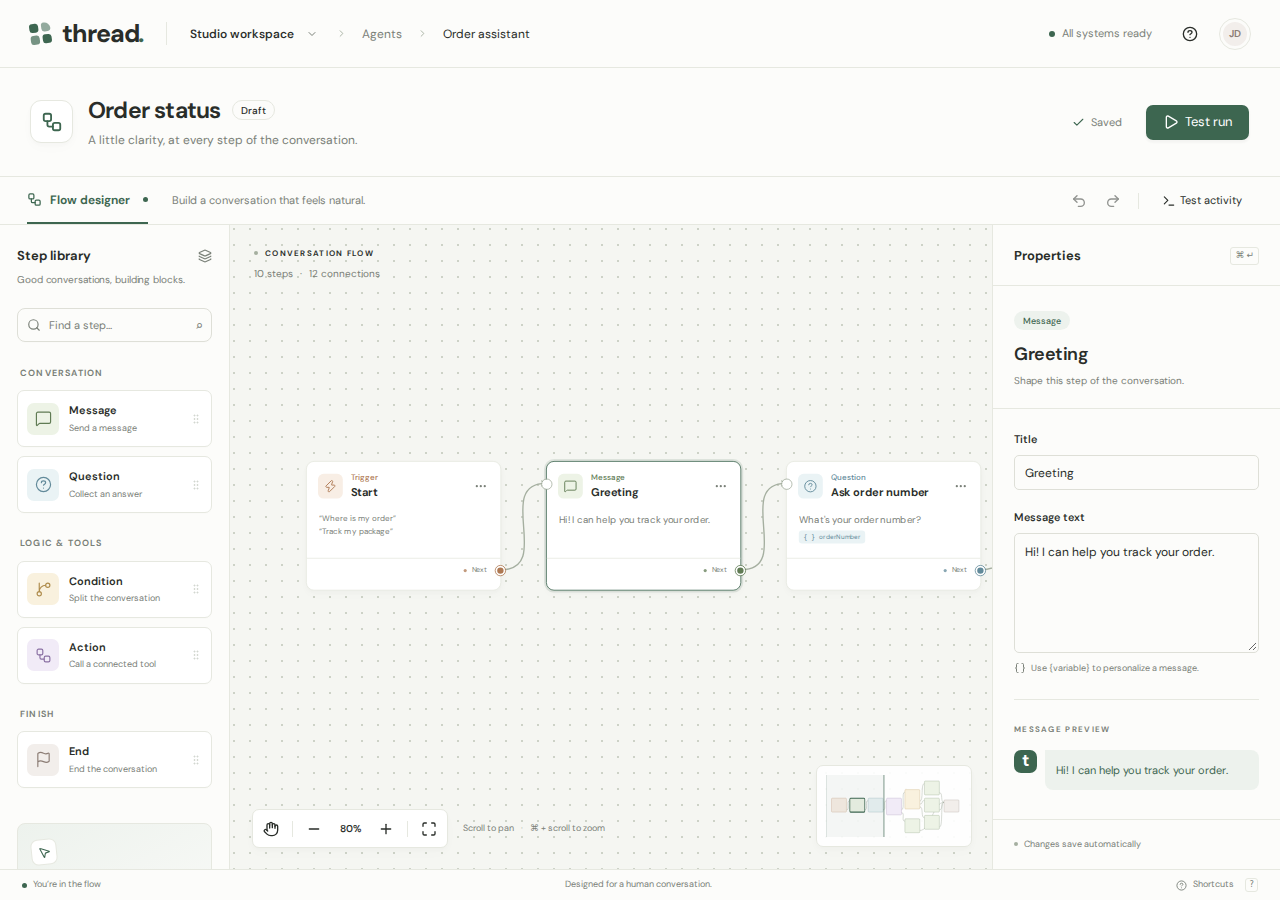 thread.
Studio workspace
Agents
Order assistant
All systems ready
JD
Order status
Draft
A little clarity, at every step of the conversation.
Saved
Test run
Flow designer
Build a conversation that feels natural.
Test activity
Step library
Good conversations, building blocks.
Find a step...
CONVERSATION
Message
Send a message
Question
Collect an answer
LOGIC & TOOLS
Condition
Split the conversation
Action
Call a connected tool
FINISH
End
End the conversation
CONVERSATION FLOW
10 steps · 12 connections
Trigger
Start
"Where is my order"
"Track my package"
Next
Message
Greeting
Hi! I can help you track your order.
Next
Question
Ask order number
What's your order number?
{ } orderNumber
Next
80%
Scroll to pan
⌘ + scroll to zoom
Properties
⌘ ↵
Message
Greeting
Shape this step of the conversation.
Title
Greeting
Message text
Hi! I can help you track your order.
{ } Use {variable} to personalize a message.
MESSAGE PREVIEW
t
Hi! I can help you track your order.
Changes save automatically
You're in the flow
Designed for a human conversation.
Shortcuts
?